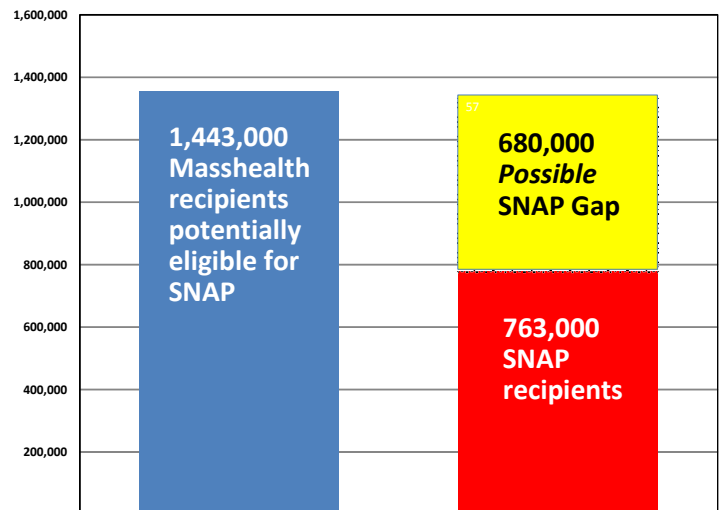 1,600,000
1,400,000
1,200,000
1,000,000
800,000
600,000
400,000
200,000
1,443,000
Masshealth
recipients
potentially
eligible for
SNAP
57
680,000
Possible
SNAP Gap
763,000
SNAP
recipients